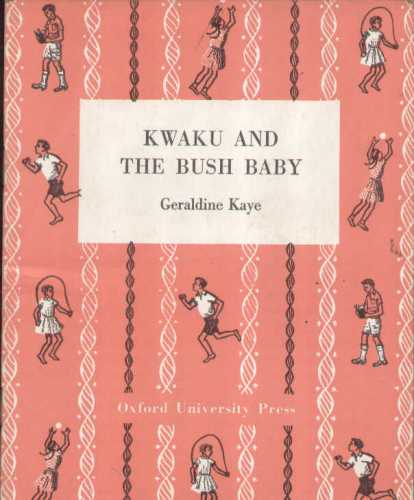 KWAKU AND
THE BUSH BABY
Geraldine Kaye
Oxford University Press